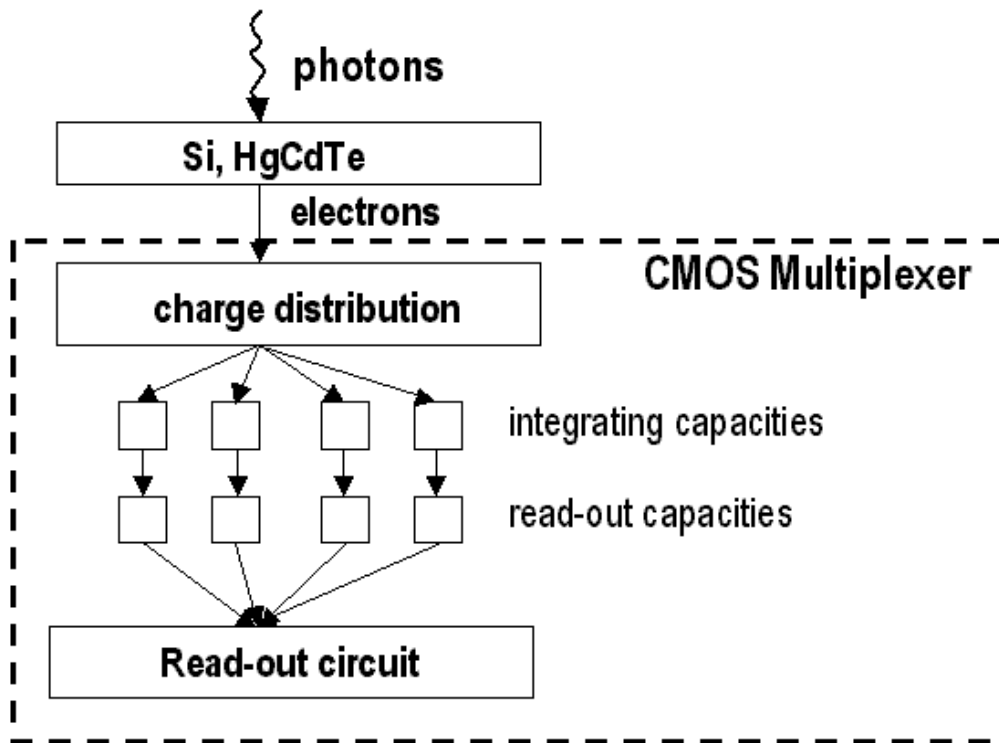 photons
Si, HgCdTe
electrons
CMOS Multiplexer
charge distribution
integrating capacities
read-out capacities
Read-out circuit